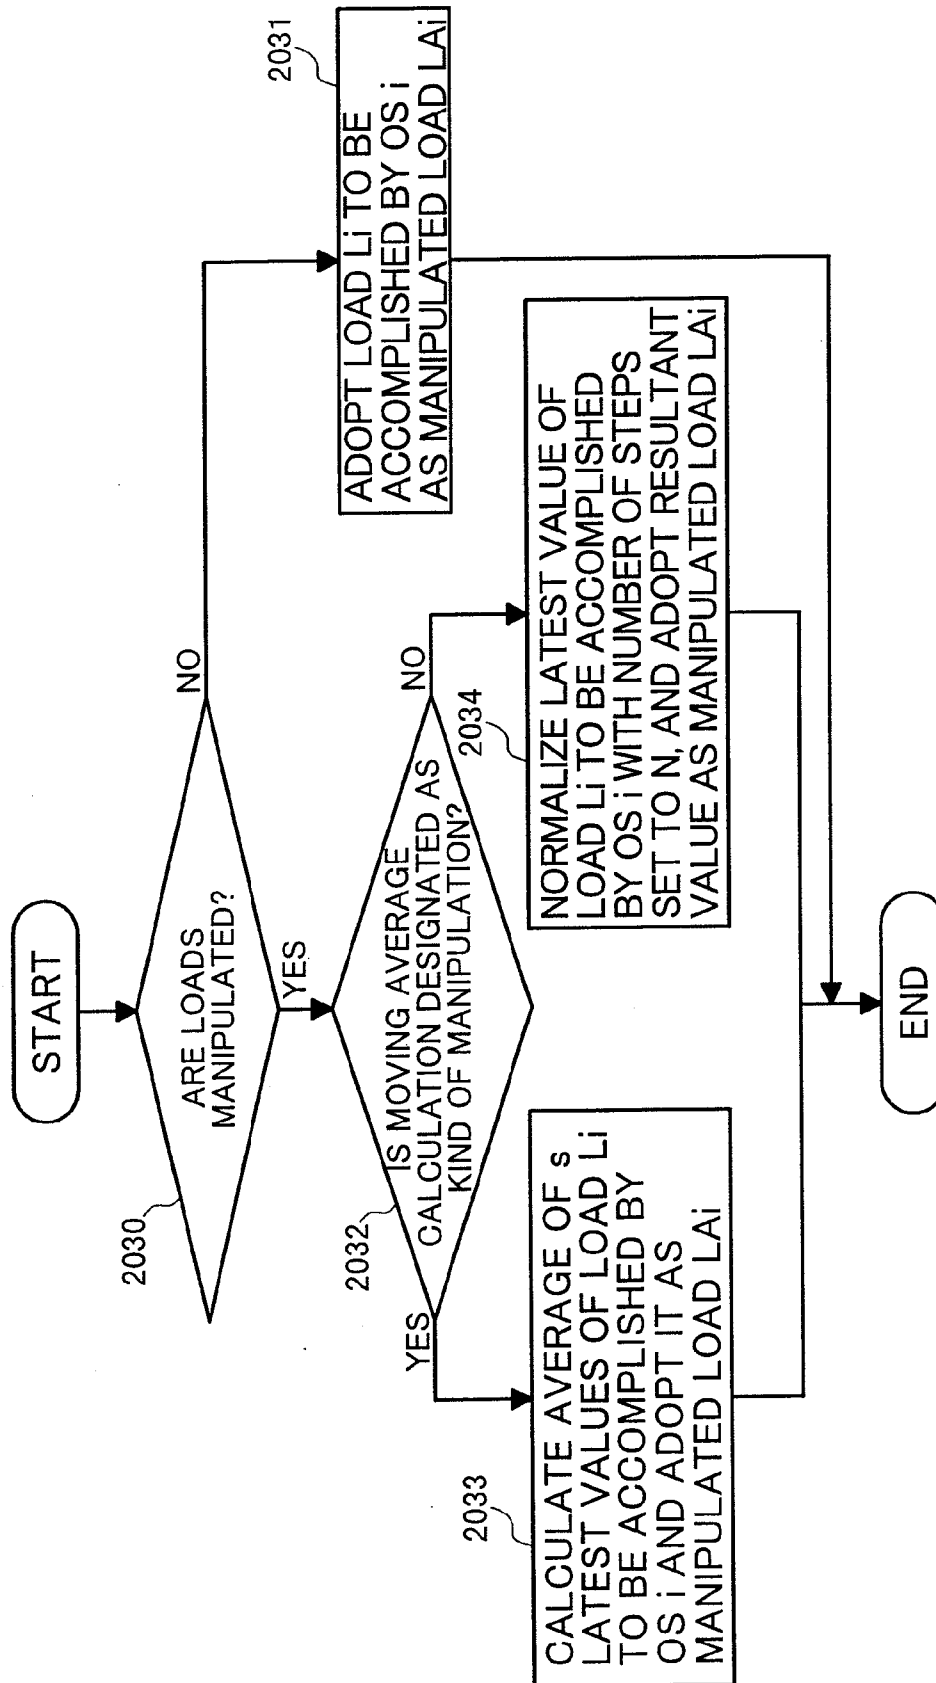 START
2030
ARE LOADS
MANIPULATED?
NO
YES
2031
ADOPT LOAD Li TO BE
ACCOMPLISHED BY OS i
AS MANIPULATED LOAD LAi
2032
IS MOVING AVERAGE
CALCULATION DESIGNATED AS
KIND OF MANIPULATION?
YES
NO
2033
CALCULATE AVERAGE OF s
LATEST VALUES OF LOAD Li
TO BE ACCOMPLISHED BY
OS i AND ADOPT IT AS
MANIPULATED LOAD LAi
2034
NORMALIZE LATEST VALUE OF
LOAD Li TO BE ACCOMPLISHED
BY OS i WITH NUMBER OF STEPS
SET TO N, AND ADOPT RESULTANT
VALUE AS MANIPULATED LOAD LAi
END